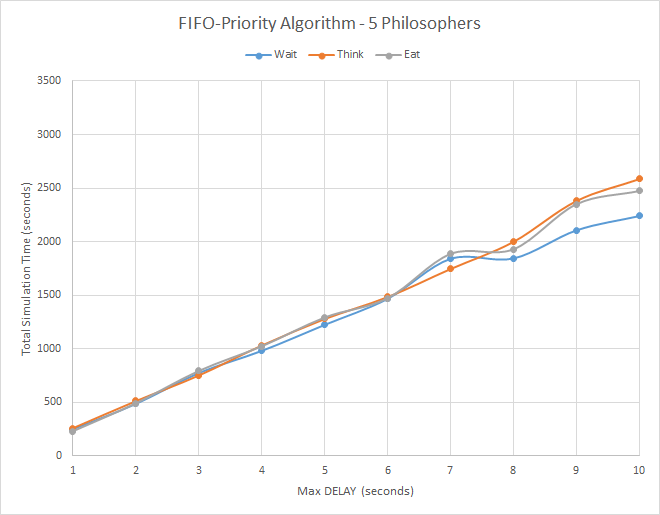 FIFO-Priority Algorithm - 5 Philosophers
Wait Think Eat
3500
3000
2500
2000
1500
1000
500
0
Total Simulation Time (seconds)
1 2 3 4 5 6 7 8 9 10
Max DELAY (seconds)